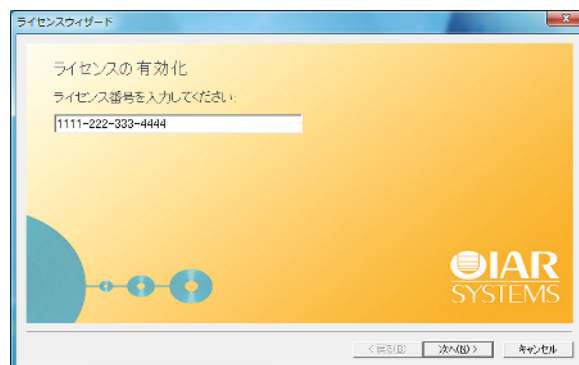 ライセンスウィザード
ライセンスの有効化
ライセンス番号を入力してください:
1111-222-333-4444
IAR
SYSTEMS
< 戻る(B)
次へ(N) >
キャンセル